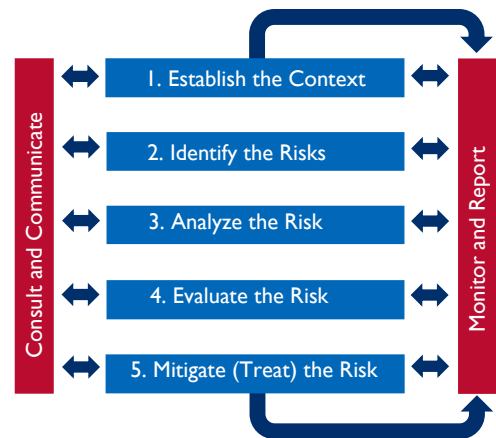 Consult and Communicate
1. Establish the Context
2. Identify the Risks
3. Analyze the Risk
4. Evaluate the Risk
5. Mitigate (Treat) the Risk
Monitor and Report